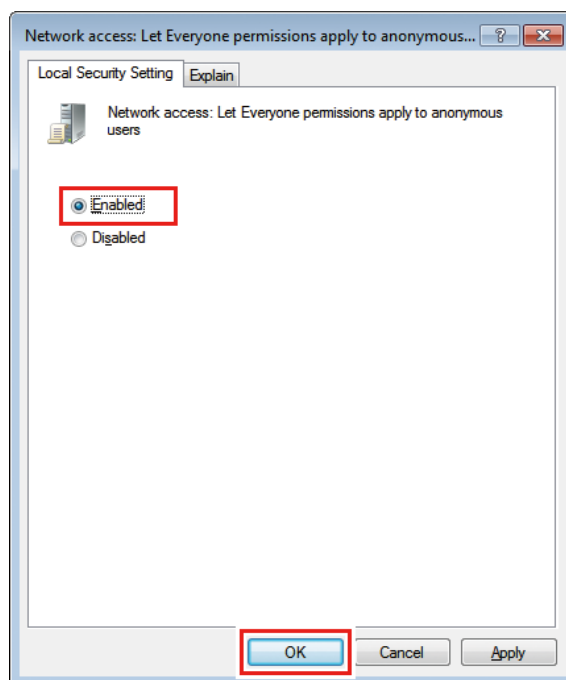 Network access: Let Everyone permissions apply to anonymous... ?
Local Security Setting Explain
Network access: Let Everyone permissions apply to anonymous
users
Enabled
Disabled
OK Cancel Apply